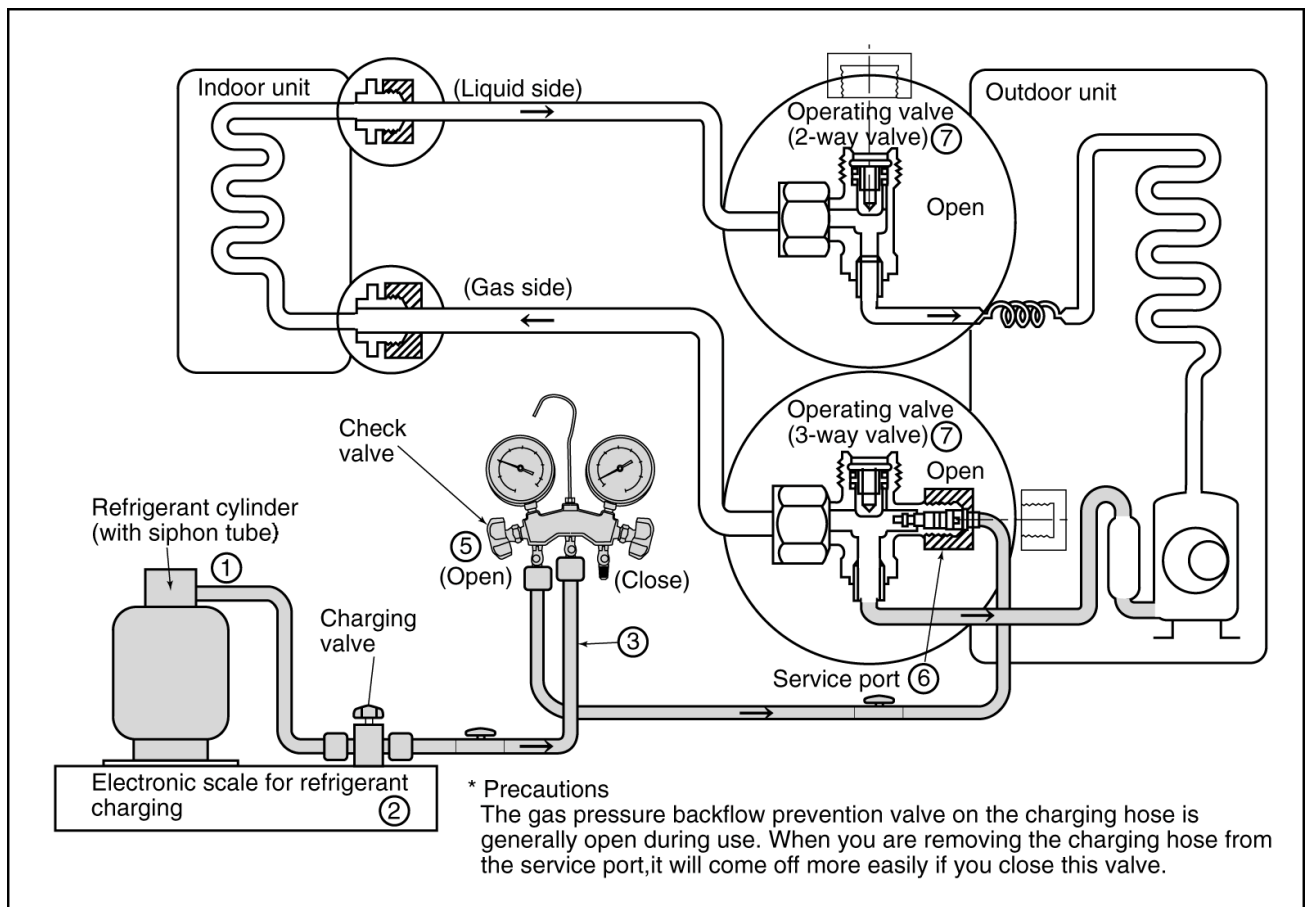 Indoor unit
(Liquid side)
Operating valve
(2-way valve) ⑦
Open
Outdoor unit
(Gas side)
Operating valve
(3-way valve) ⑦
Open
Check
valve
Refrigerant cylinder
(with siphon tube)
①
⑤
(Open)
(Close)
Charging
valve
③
Service port ⑥
Electronic scale for refrigerant
charging ②
* Precautions
The gas pressure backflow prevention valve on the charging hose is
generally open during use. When you are removing the charging hose from
the service port,it will come off more easily if you close this valve.